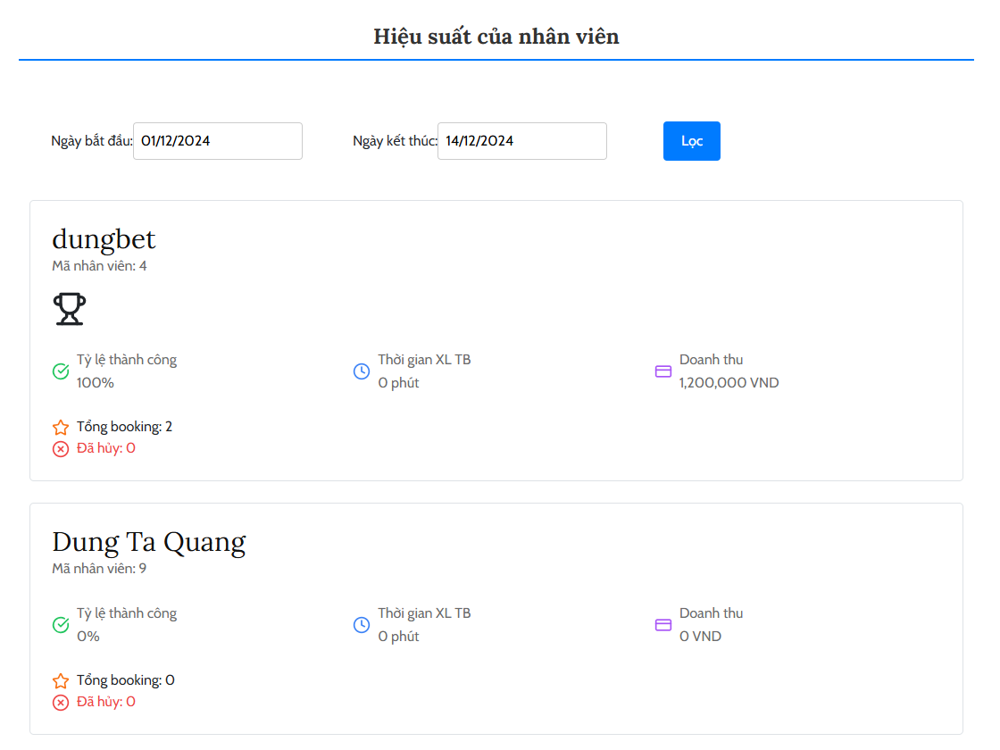 Hiệu suất của nhân viên
Ngày bắt đầu: 01/12/2024 Ngày kết thúc: 14/12/2024 Lọc
dungbet
Mã nhân viên: 4
Tỷ lệ thành công Thời gian XL TB Doanh thu
100% 0 phút 1,200,000 VND
Tổng booking: 2
Đã hủy: 0
Dung Ta Quang
Mã nhân viên: 9
Tỷ lệ thành công Thời gian XL TB Doanh thu
0% 0 phút 0 VND
Tổng booking: 0
Đã hủy: 0